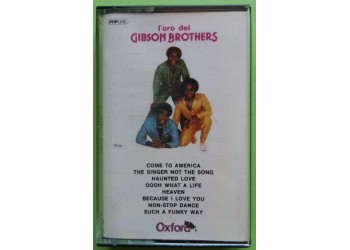 l'oro dei
GIBSON BROTHERS
COME TO AMERICA
THE SINGER NOT THE SONG
HAUNTED LOVE
OOOH WHAT A LIFE
HEAVEN
BECAUSE I LOVE YOU
NON-STOP DANCE
SUCH A FUNKY WAY
Oxford